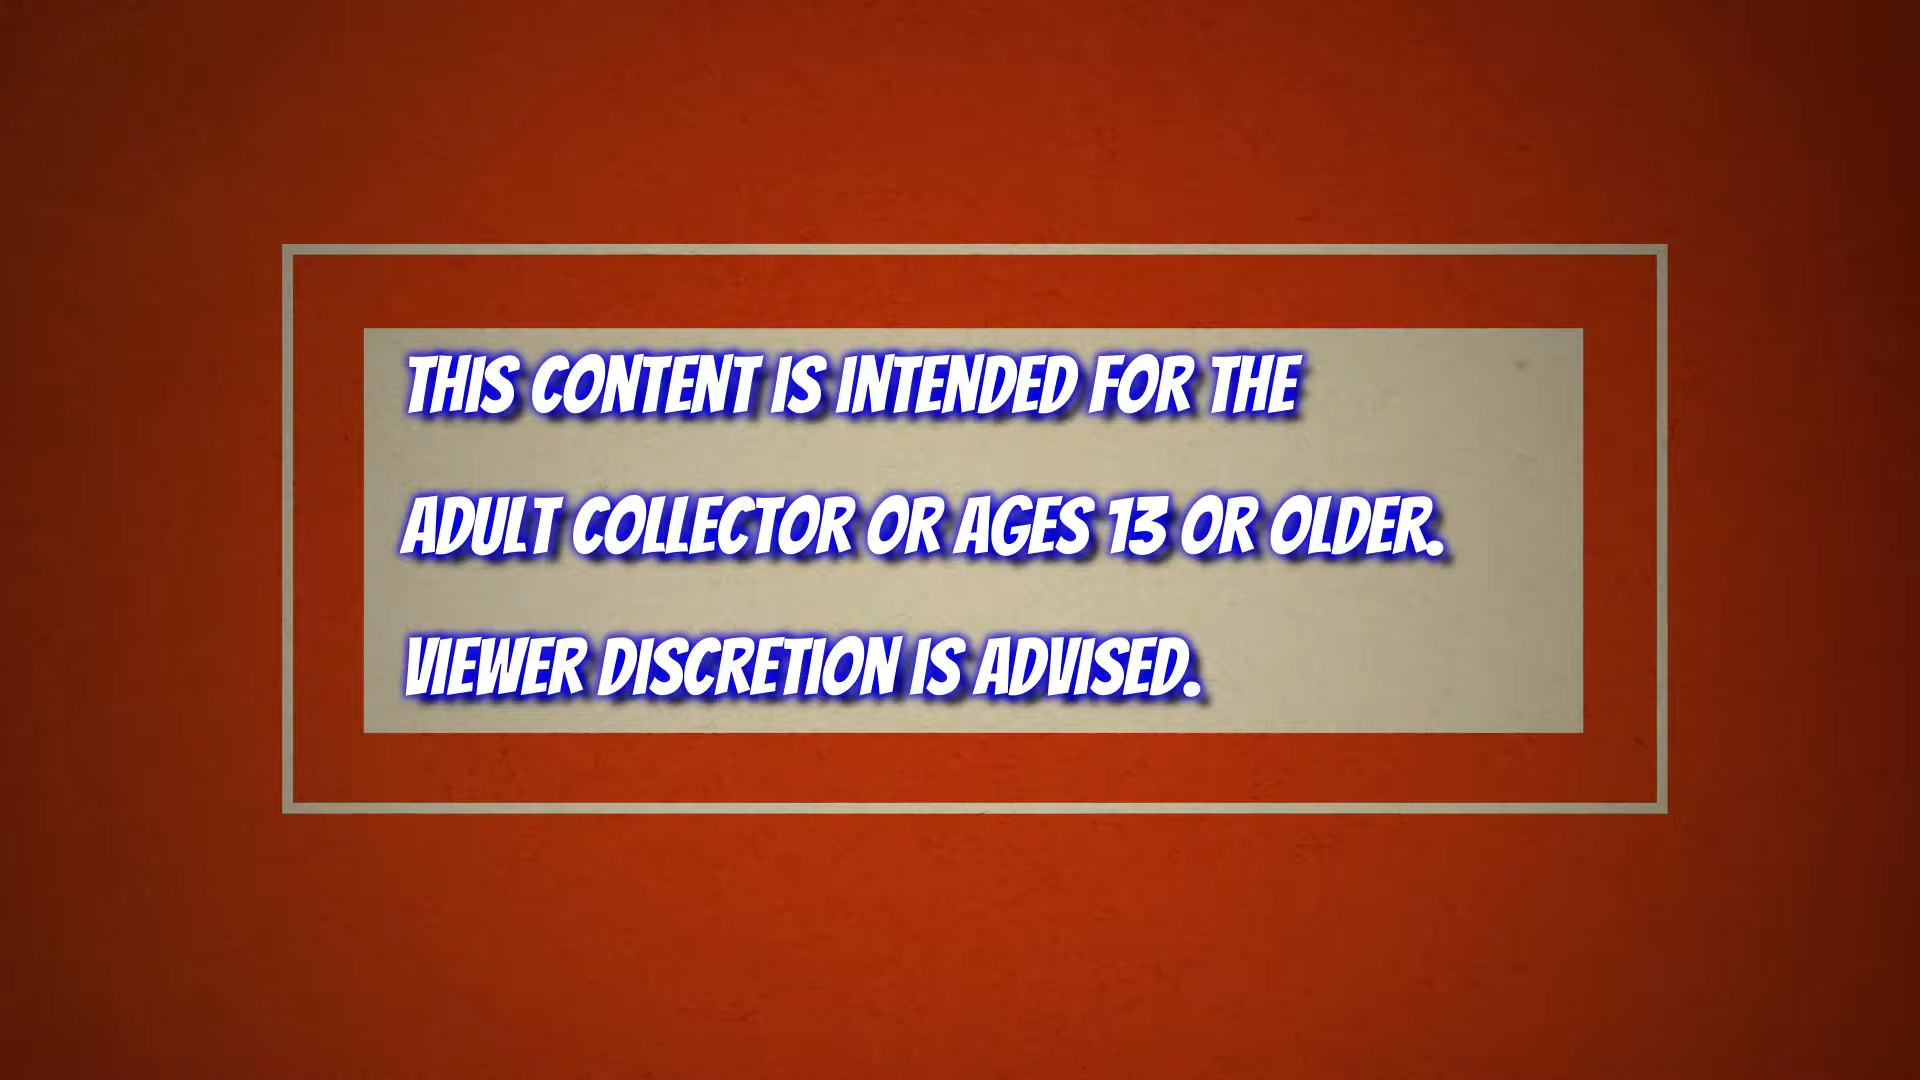 THIS CONTENT IS INTENDED FOR THE
ADULT COLLECTOR OR AGES 13 OR OLDER.
VIEWER DISCRETION IS ADVISED.